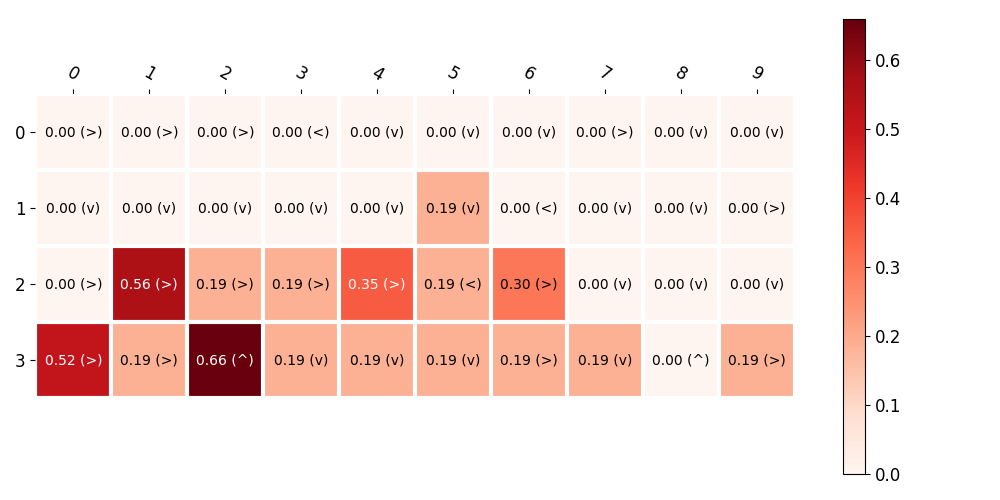 0 1 2 3 4 5 6 7 8 9
0 0.00 (>) 0.00 (>) 0.00 (>) 0.00 (<) 0.00 (v) 0.00 (v) 0.00 (v) 0.00 (>) 0.00 (v) 0.00 (v)
1 0.00 (v) 0.00 (v) 0.00 (v) 0.00 (v) 0.00 (v) 0.19 (v) 0.00 (<) 0.00 (v) 0.00 (v) 0.00 (>)
2 0.00 (>) 0.56 (>) 0.19 (>) 0.19 (>) 0.35 (>) 0.19 (<) 0.30 (>) 0.00 (v) 0.00 (v) 0.00 (v)
3 0.52 (>) 0.19 (>) 0.66 (^) 0.19 (v) 0.19 (v) 0.19 (v) 0.19 (>) 0.19 (v) 0.00 (^) 0.19 (>)
0.6
0.5
0.4
0.3
0.2
0.1
0.0